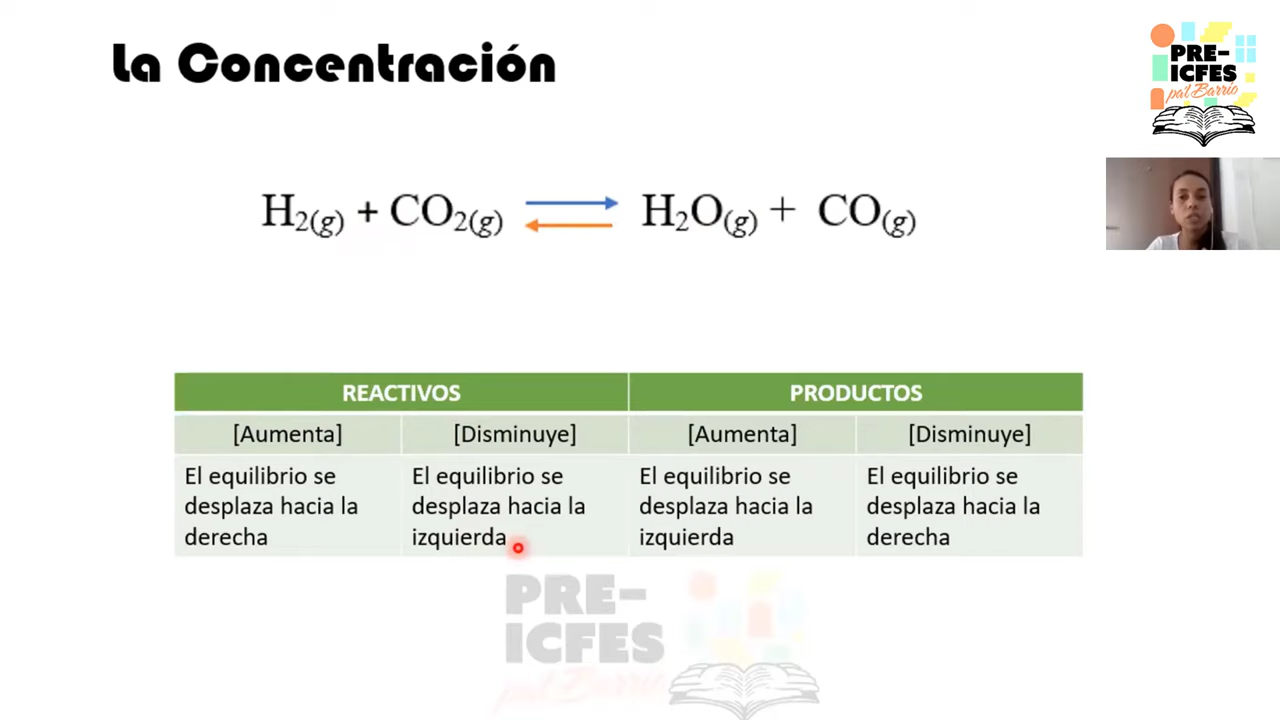 La Concentración
PRE-
ICFES
pa'l Barrio
H2(g) + CO2(g) H2O(g) + CO(g)
REACTIVOS PRODUCTOS
[Aumenta] [Disminuye] [Aumenta] [Disminuye]
El equilibrio se desplaza hacia la derecha
El equilibrio se desplaza hacia la izquierda
El equilibrio se desplaza hacia la izquierda
El equilibrio se desplaza hacia la derecha
PRE-
ICFES
pa'l Barrio